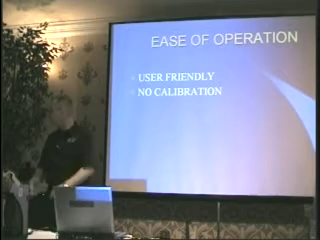 EASE OF OPERATION
USER FRIENDLY
NO CALIBRATION